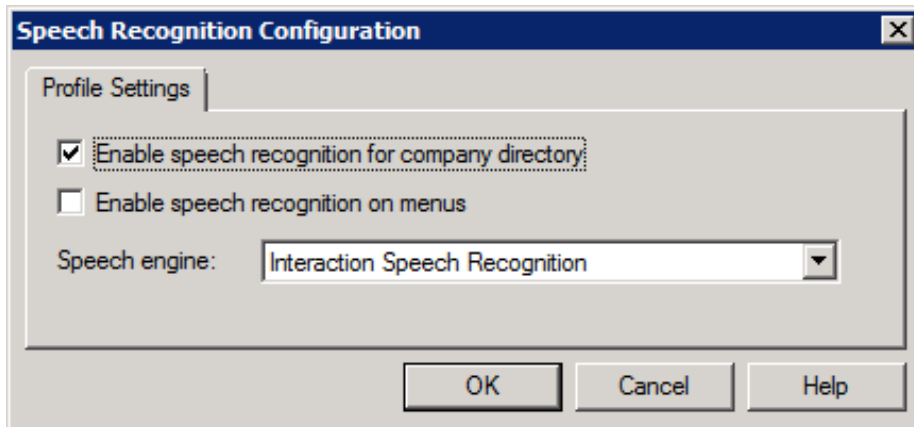 Speech Recognition Configuration
Profile Settings
Enable speech recognition for company directory
Enable speech recognition on menus
Speech engine: Interaction Speech Recognition
OK Cancel Help